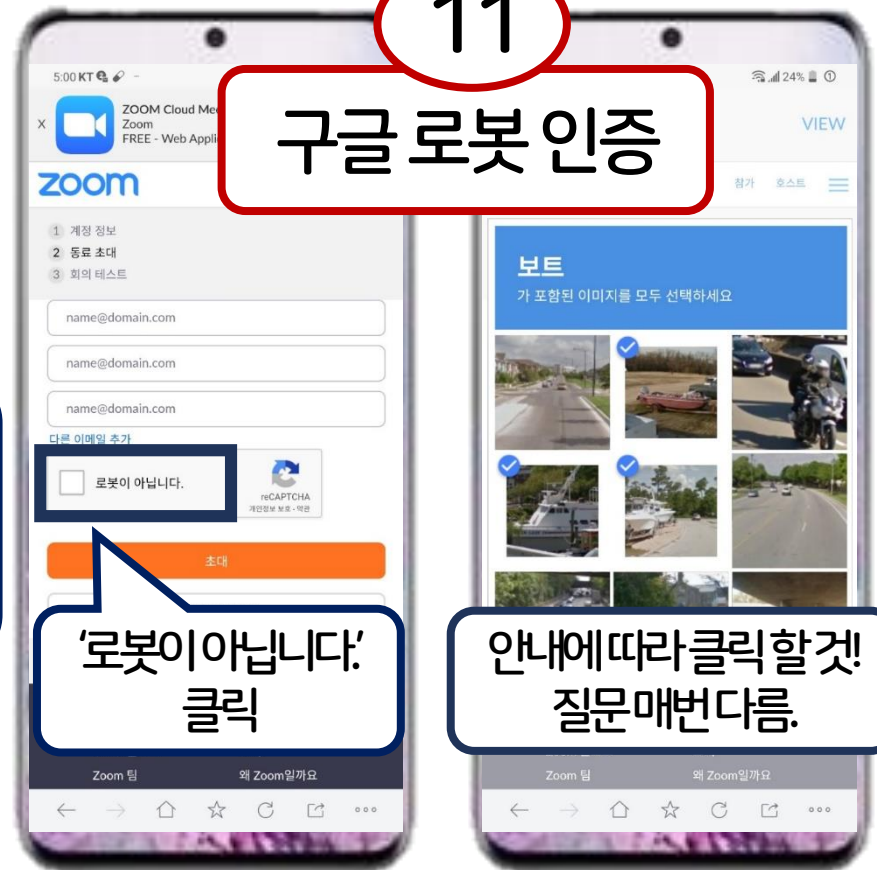 11
구글 로봇 인증
5:00 KT
X
ZOOM Cloud Mee
Zoom
FREE - Web Applic
zoom
1 계정 정보
2 동료 초대
3 회의 테스트
name@domain.com
name@domain.com
name@domain.com
다른 이메일 추가
로봇이 아닙니다.
reCAPTCHA
개인정보 보호 - 약관
초대
'로봇이 아닙니다.'
클릭
Zoom 팀
왜 Zoom일까요
24%
VIEW
참가 호스트
보트
가 포함된 이미지를 모두 선택하세요
안내에 따라 클릭 할 것!
질문 매번 다름.
Zoom 팀
왜 Zoom일까요